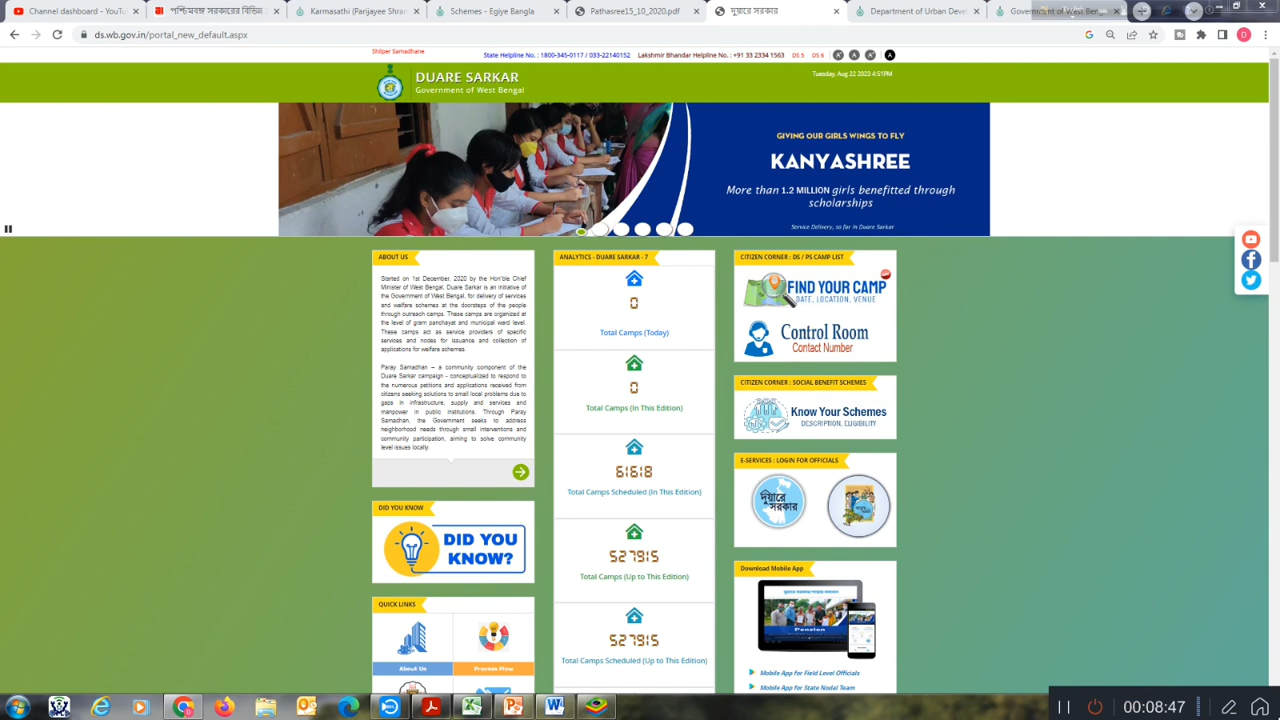 Channel dashboard - YouTu
পশ্চিমবঙ্গ সরকারের বিভিন্ন
Karmasathi (Parijayee Shran
Schemes - Egiye Bangla
Pathasree15_10_2020.pdf
দুয়ারে সরকার
Department of Urban Deve
Government of West Beng
ds.wb.gov.in/portal_new_default.aspx
Shilper Samadhane
State Helpline No. : 1800-345-0117 / 033-22140152
Lakshmir Bhandar Helpline No. : +91 33 2334 1563
DS 5
DS 6
A
A
A
A
DUARE SARKAR
Government of West Bengal
Tuesday, Aug 22 2023 4:51PM
GIVING OUR GIRLS WINGS TO FLY
KANYASHREE
More than 1.2 MILLION girls benefitted through
scholarships
Service Delivery, so far in Duare Sarkar
ABOUT US
Started on 1st December, 2020 by the Hon'ble Chief
Minister of West Bengal, Duare Sarkar is an initiative of
the Government of West Bengal, for delivery of services
and welfare schemes at the doorsteps of the people
through outreach camps. These camps are organized at
the level of gram panchayat and municipal ward level.
These camps act as service providers of specific
services and nodes for issuance and collection of
applications for welfare schemes.
Paray Samadhan – a community component of the
Duare Sarkar campaign - conceptualized to respond to
the numerous petitions and applications received from
citizens seeking solutions to small local problems due to
gaps in infrastructure, supply and services and
manpower in public institutions. Through Paray
Samadhan, the Government seeks to address
neighborhood needs through small interventions and
community participation, aiming to solve community
level issues locally.
DID YOU KNOW
DID YOU
KNOW?
QUICK LINKS
About Us
Process Flow
ANALYTICS - DUARE SARKAR - 7
0
Total Camps (Today)
0
Total Camps (In This Edition)
61618
Total Camps Scheduled (In This Edition)
527915
Total Camps (Up to This Edition)
527915
Total Camps Scheduled (Up to This Edition)
CITIZEN CORNER : DS / PS CAMP LIST
FIND YOUR CAMP
DATE, LOCATION, VENUE
Control Room
Contact Number
CITIZEN CORNER : SOCIAL BENEFIT SCHEMES
Know Your Schemes
DESCRIPTION, ELIGIBILITY
E-SERVICES : LOGIN FOR OFFICIALS
দুয়ারে
সরকার
Download Mobile App
Pension
Mobile App for Field Level Officials
Mobile App for State Nodal Team
00:08:47